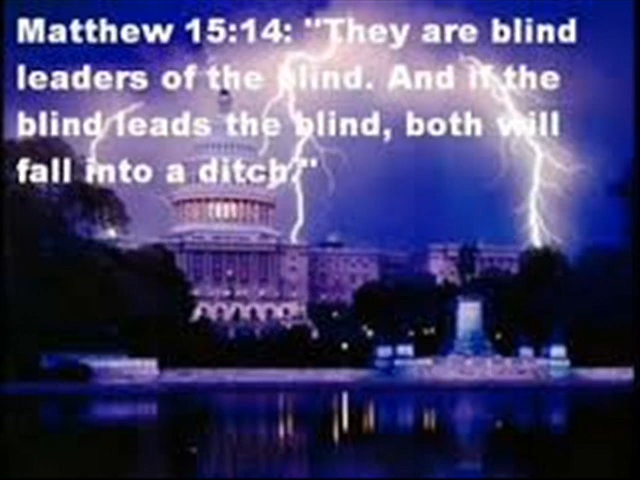 Matthew 15:14: "They are blind
leaders of the blind. And if the
blind leads the blind, both will
fall into a ditch."